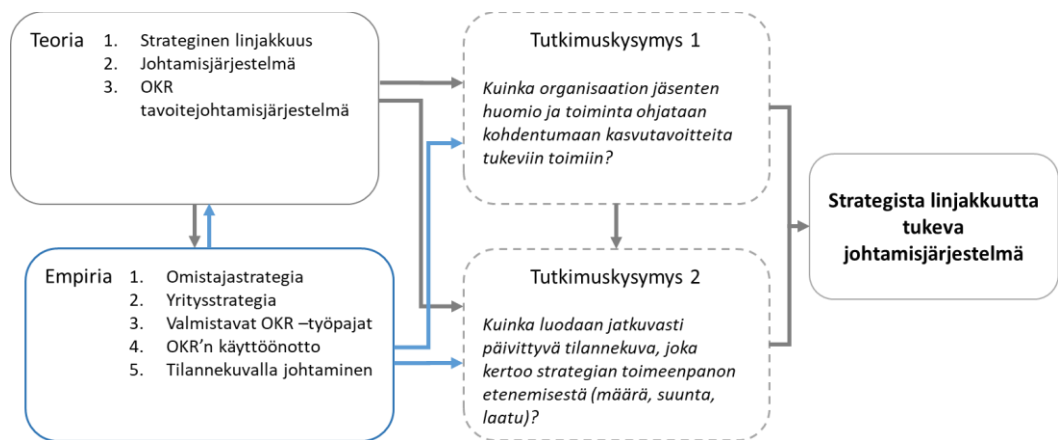 Teoria
1. Strateginen linjakkuus
2. Johtamisjärjestelmä
3. OKR
tavoitejohtamisjärjestelmä
Empiria
1. Omistajastrategia
2. Yritysstrategia
3. Valmistavat OKR –työpajat
4. OKR’n käyttöönotto
5. Tilannekuvalla johtaminen
Tutkimuskysymys 1
Kuinka organisaation jäsenten
huomio ja toiminta ohjataan
kohdentumaan kasvutavoitteita
tukeviin toimiin?
Tutkimuskysymys 2
Kuinka luodaan jatkuvasti
päivittyvä tilannekuva, joka
kertoo strategian toimeenpanon
etenemisestä (määrä, suunta,
laatu)?
Strategista linjakkuutta
tukeva
johtamisjärjestelmä